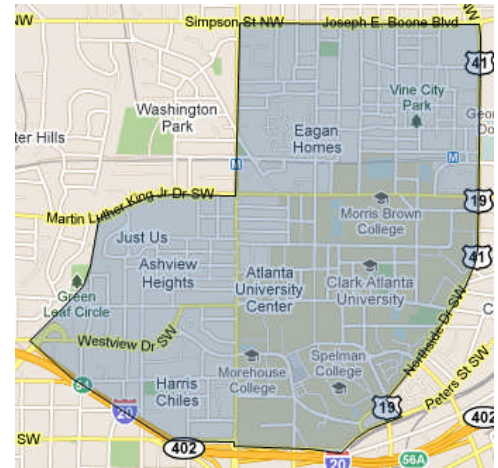 NW
Simpson St NW
Joseph E. Boone Blvd
41
Vine City
Park
Washington
Park
Eagan
Homes
ter Hills
Geor
Do
M
M
Martin Luther King Jr Dr SW
19
Morris Brown
College
Just Us
Ashview
Heights
Atlanta
University
Center
41
Clark Atlanta
University
Green
Leaf Circle
Northside Dr SW
C
Westview Dr SW
Morehouse
College
Spelman
College
Harris
Chiles
Peters St SW
19
20
402
SW
402
20
56A